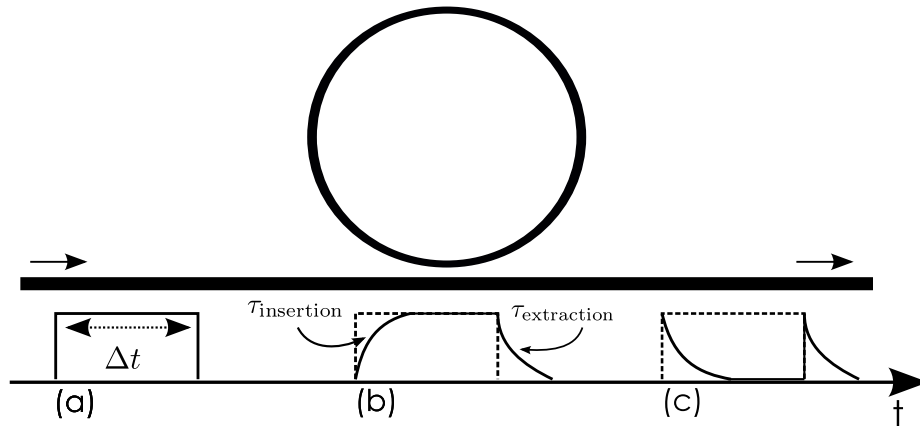 τinsertion
τextraction
Δt
(a)
(b)
(c)
t